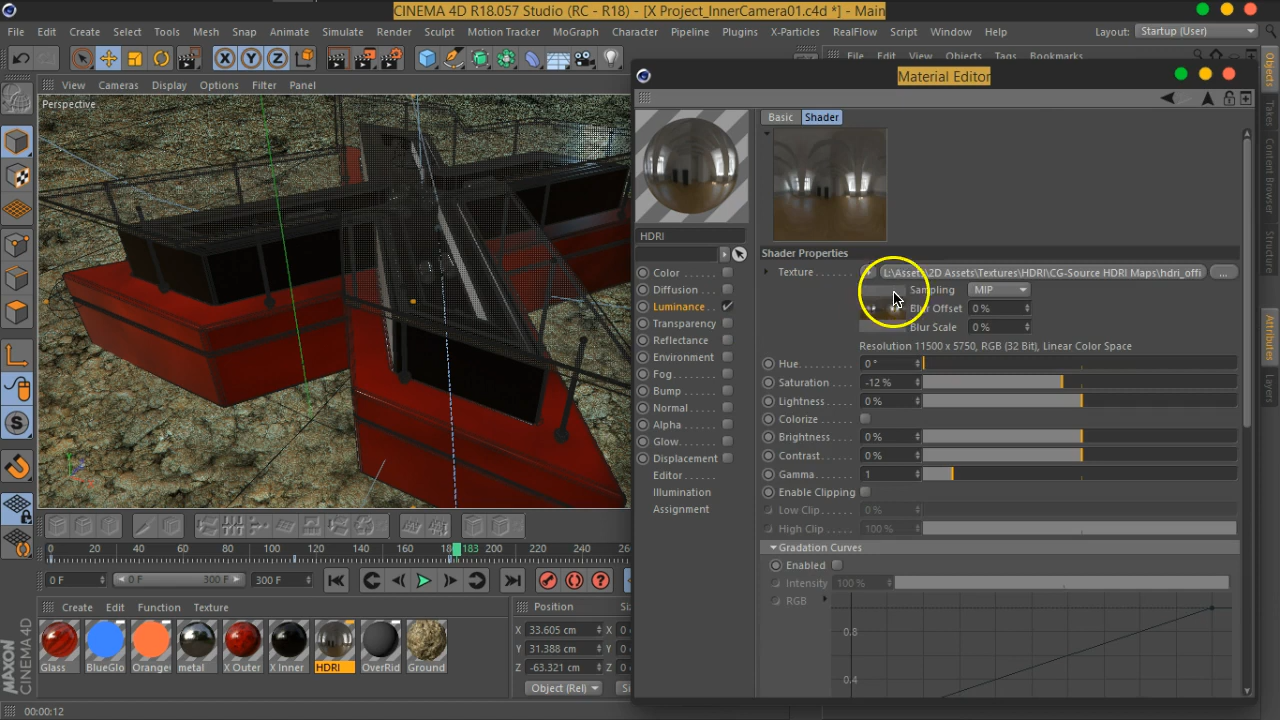 CINEMA 4D R18.057 Studio (RC - R18) - [X Project_InnerCamera01.c4d *] - Main
File Edit Create Select Tools Mesh Snap Animate Simulate Render Sculpt Motion Tracker MoGraph Character Pipeline Plugins X-Particles RealFlow Script Window Help Layout: Startup (User)
File Edit View Objects Tags Bookmarks
X Y Z
Material Editor
View Cameras Display Options Filter Panel
Perspective
Basic Shader
HDRI
Color
Diffusion
Luminance
Transparency
Reflectance
Environment
Fog
Bump
Normal
Alpha
Glow
Displacement
Editor
Illumination
Assignment
Shader Properties
Texture L:\Asset\2D Assets\Textures\HDRI\CG-Source HDRI Maps\hdri_offi ...
Sampling MIP
Blur Offset 0 %
Blur Scale 0 %
Resolution 11500 x 5750, RGB (32 Bit), Linear Color Space
Hue 0 °
Saturation -12 %
Lightness 0 %
Colorize
Brightness 0 %
Contrast 0 %
Gamma 1
Enable Clipping
Low Clip 0 %
High Clip 100 %
Gradation Curves
Enabled
Intensity 100 %
RGB
0.8
0.4
Objects
Takes
Content Browser
Structure
Attributes
Layers
0 20 40 60 80 100 120 140 160 183 200 220 240
0 F 0 F 300 F 300 F
Create Edit Function Texture
Glass BlueGlo Orange metal X Outer X Inner HDRI OverRid Ground
Position
X 33.605 cm X 0
Y 31.388 cm Y 0
Z -63.321 cm Z 0
Object (Rel)
MAXON
CINEMA 4D
00:00:12